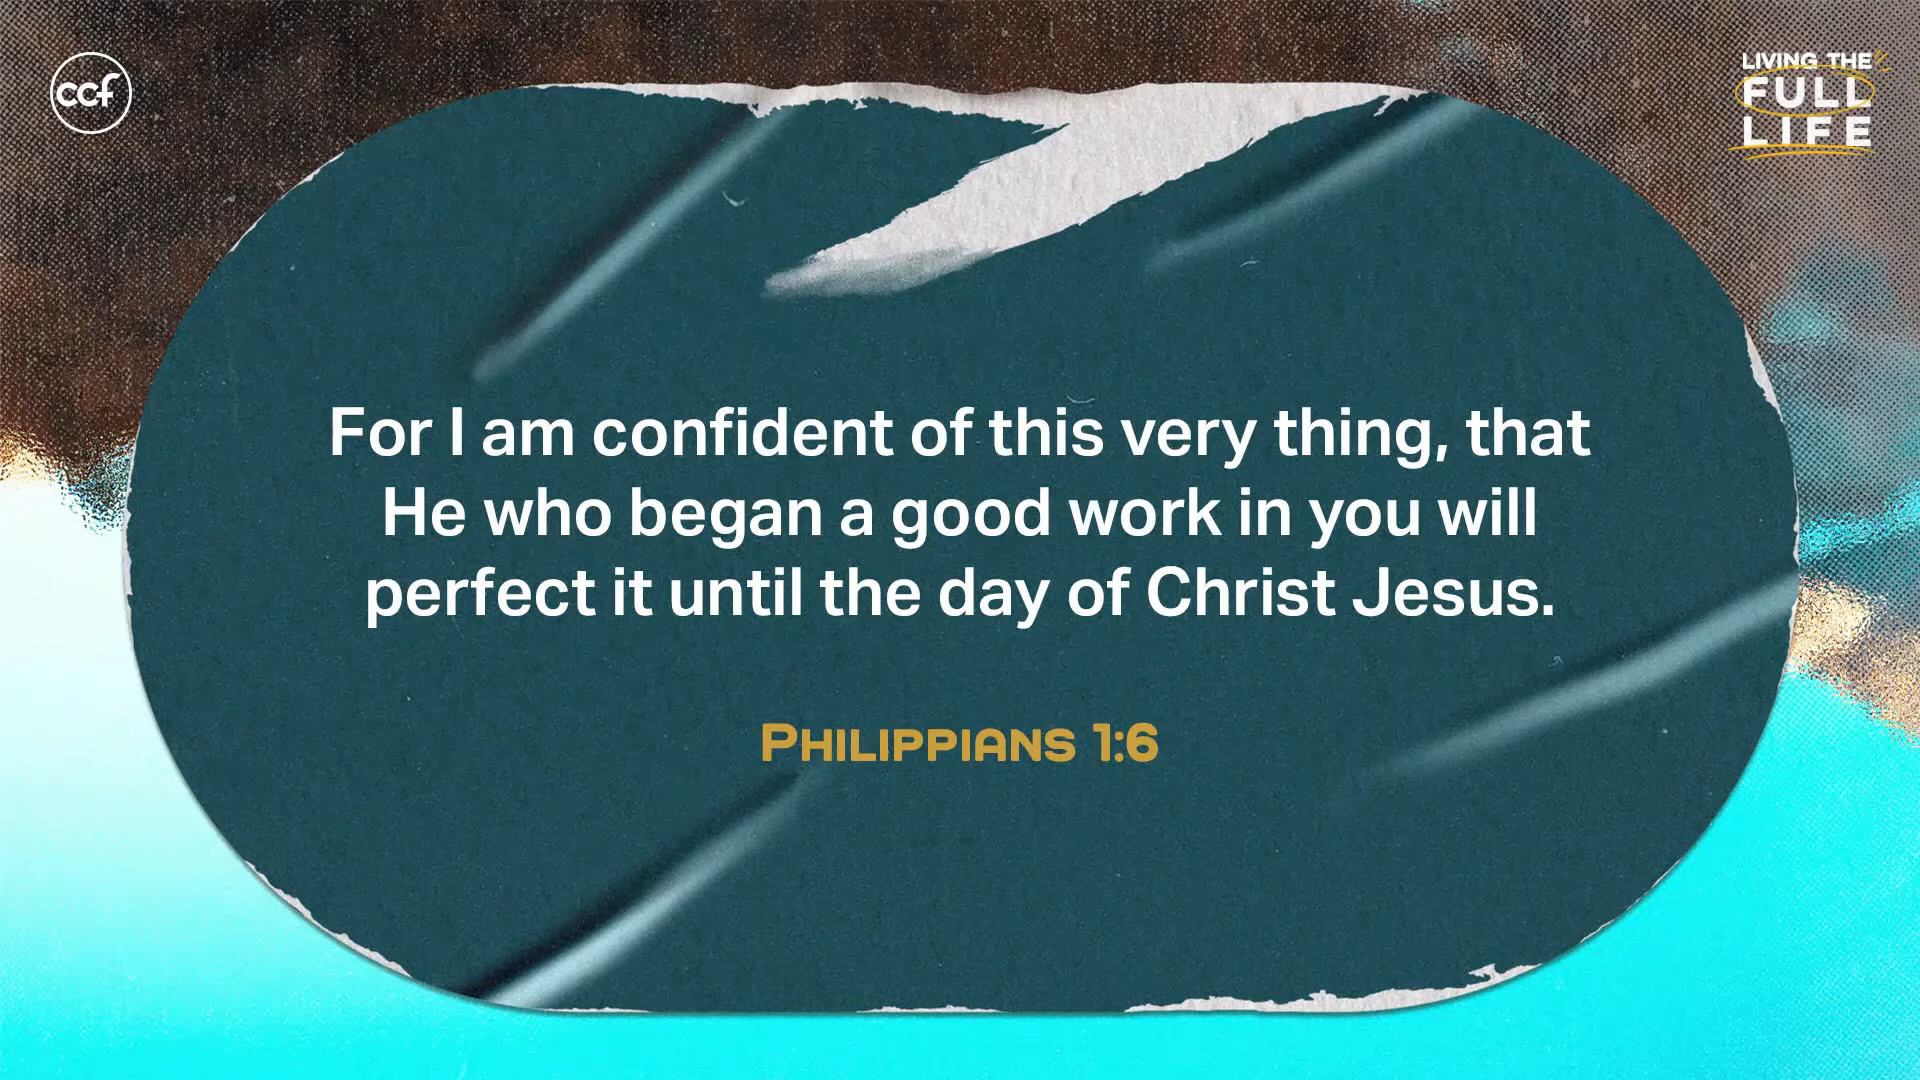 ccf
LIVING THE
FULL
LIFE
For I am confident of this very thing, that
He who began a good work in you will
perfect it until the day of Christ Jesus.
PHILIPPIANS 1:6